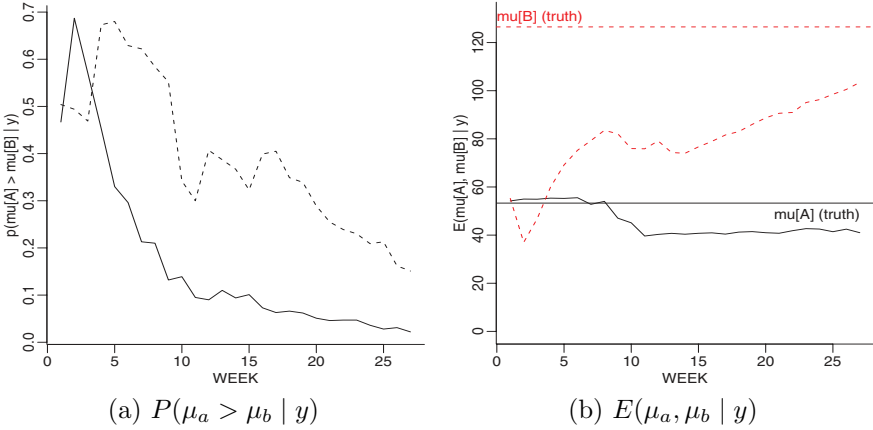 p(mu[A] > mu[B] | y)
0.0 0.1 0.2 0.3 0.4 0.5 0.6 0.7
0 5 10 15 20 25
WEEK
(a) P(μa > μb | y)
mu[B] (truth)
E(mu[A], mu[B] | y)
0 20 40 60 80 100 120
mu[A] (truth)
0 5 10 15 20 25
WEEK
(b) E(μa, μb | y)